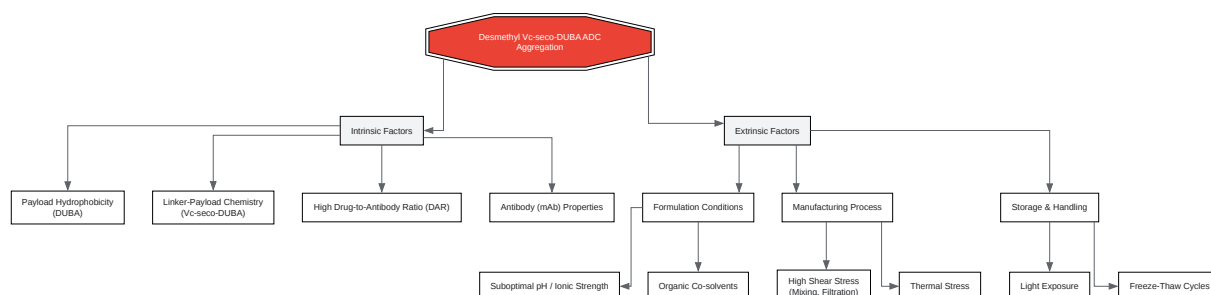 Desmethyl Vc-seco-DUBA ADC
Aggregation
Intrinsic Factors
Extrinsic Factors
Payload Hydrophobicity
(DUBA)
Linker-Payload Chemistry
(Vc-seco-DUBA)
High Drug-to-Antibody Ratio (DAR)
Antibody (mAb) Properties
Formulation Conditions
Manufacturing Process
Storage & Handling
Suboptimal pH / Ionic Strength
Organic Co-solvents
High Shear Stress
(Mixing, Filtration)
Thermal Stress
Light Exposure
Freeze-Thaw Cycles